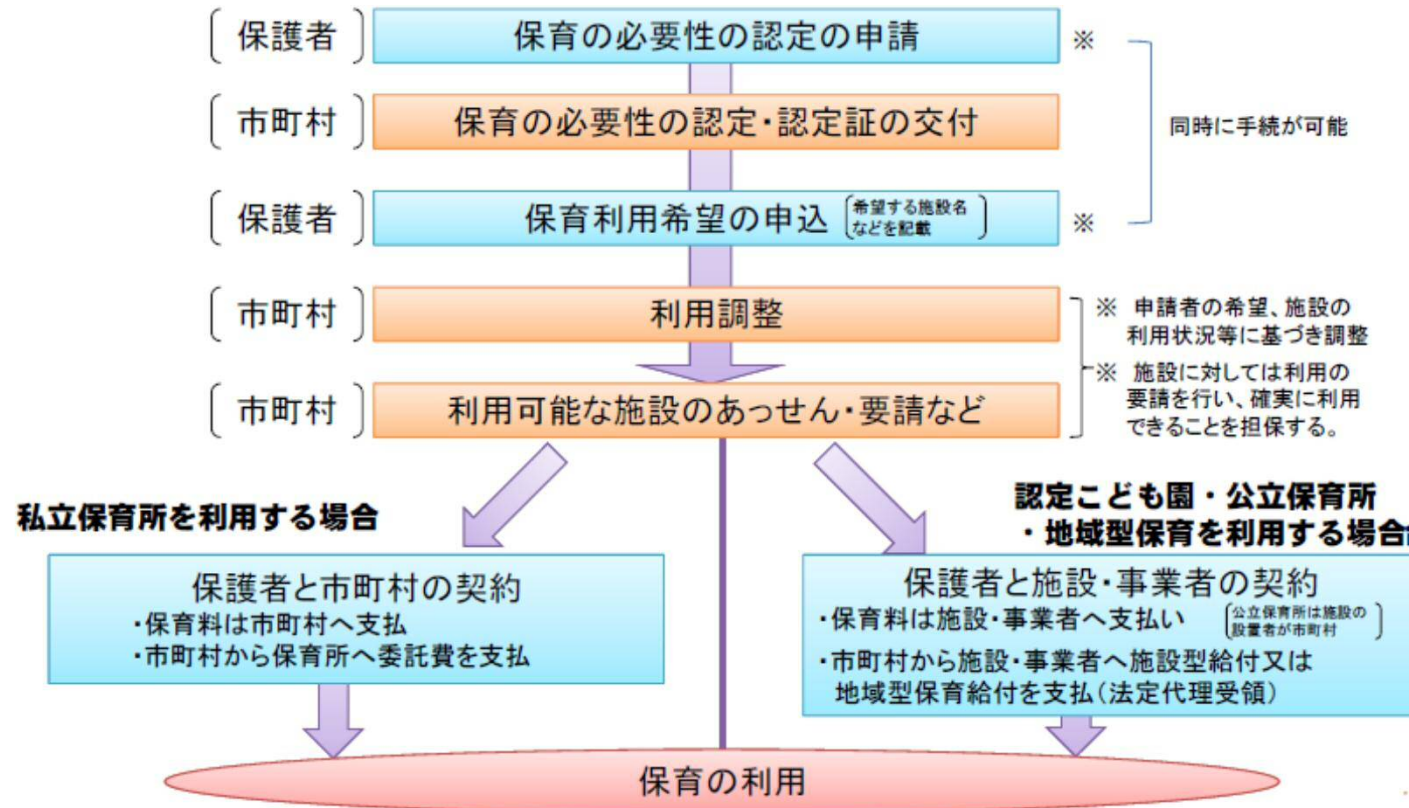 〔保護者〕 保育の必要性の認定の申請 ※
〔市町村〕 保育の必要性の認定・認定証の交付
同時に手続が可能
〔保護者〕 保育利用希望の申込 〔希望する施設名
などを記載〕 ※
〔市町村〕 利用調整
※ 申請者の希望、施設の
利用状況等に基づき調整
〔市町村〕 利用可能な施設のあっせん・要請など
※ 施設に対しては利用の
要請を行い、確実に利用
できることを担保する。
私立保育所を利用する場合
保護者と市町村の契約
・保育料は市町村へ支払
・市町村から保育所へ委託費を支払
認定こども園・公立保育所
・地域型保育を利用する場合
保護者と施設・事業者の契約
・保育料は施設・事業者へ支払い 〔公立保育所は施設の
設置者が市町村〕
・市町村から施設・事業者へ施設型給付又は
地域型保育給付を支払(法定代理受領)
保育の利用